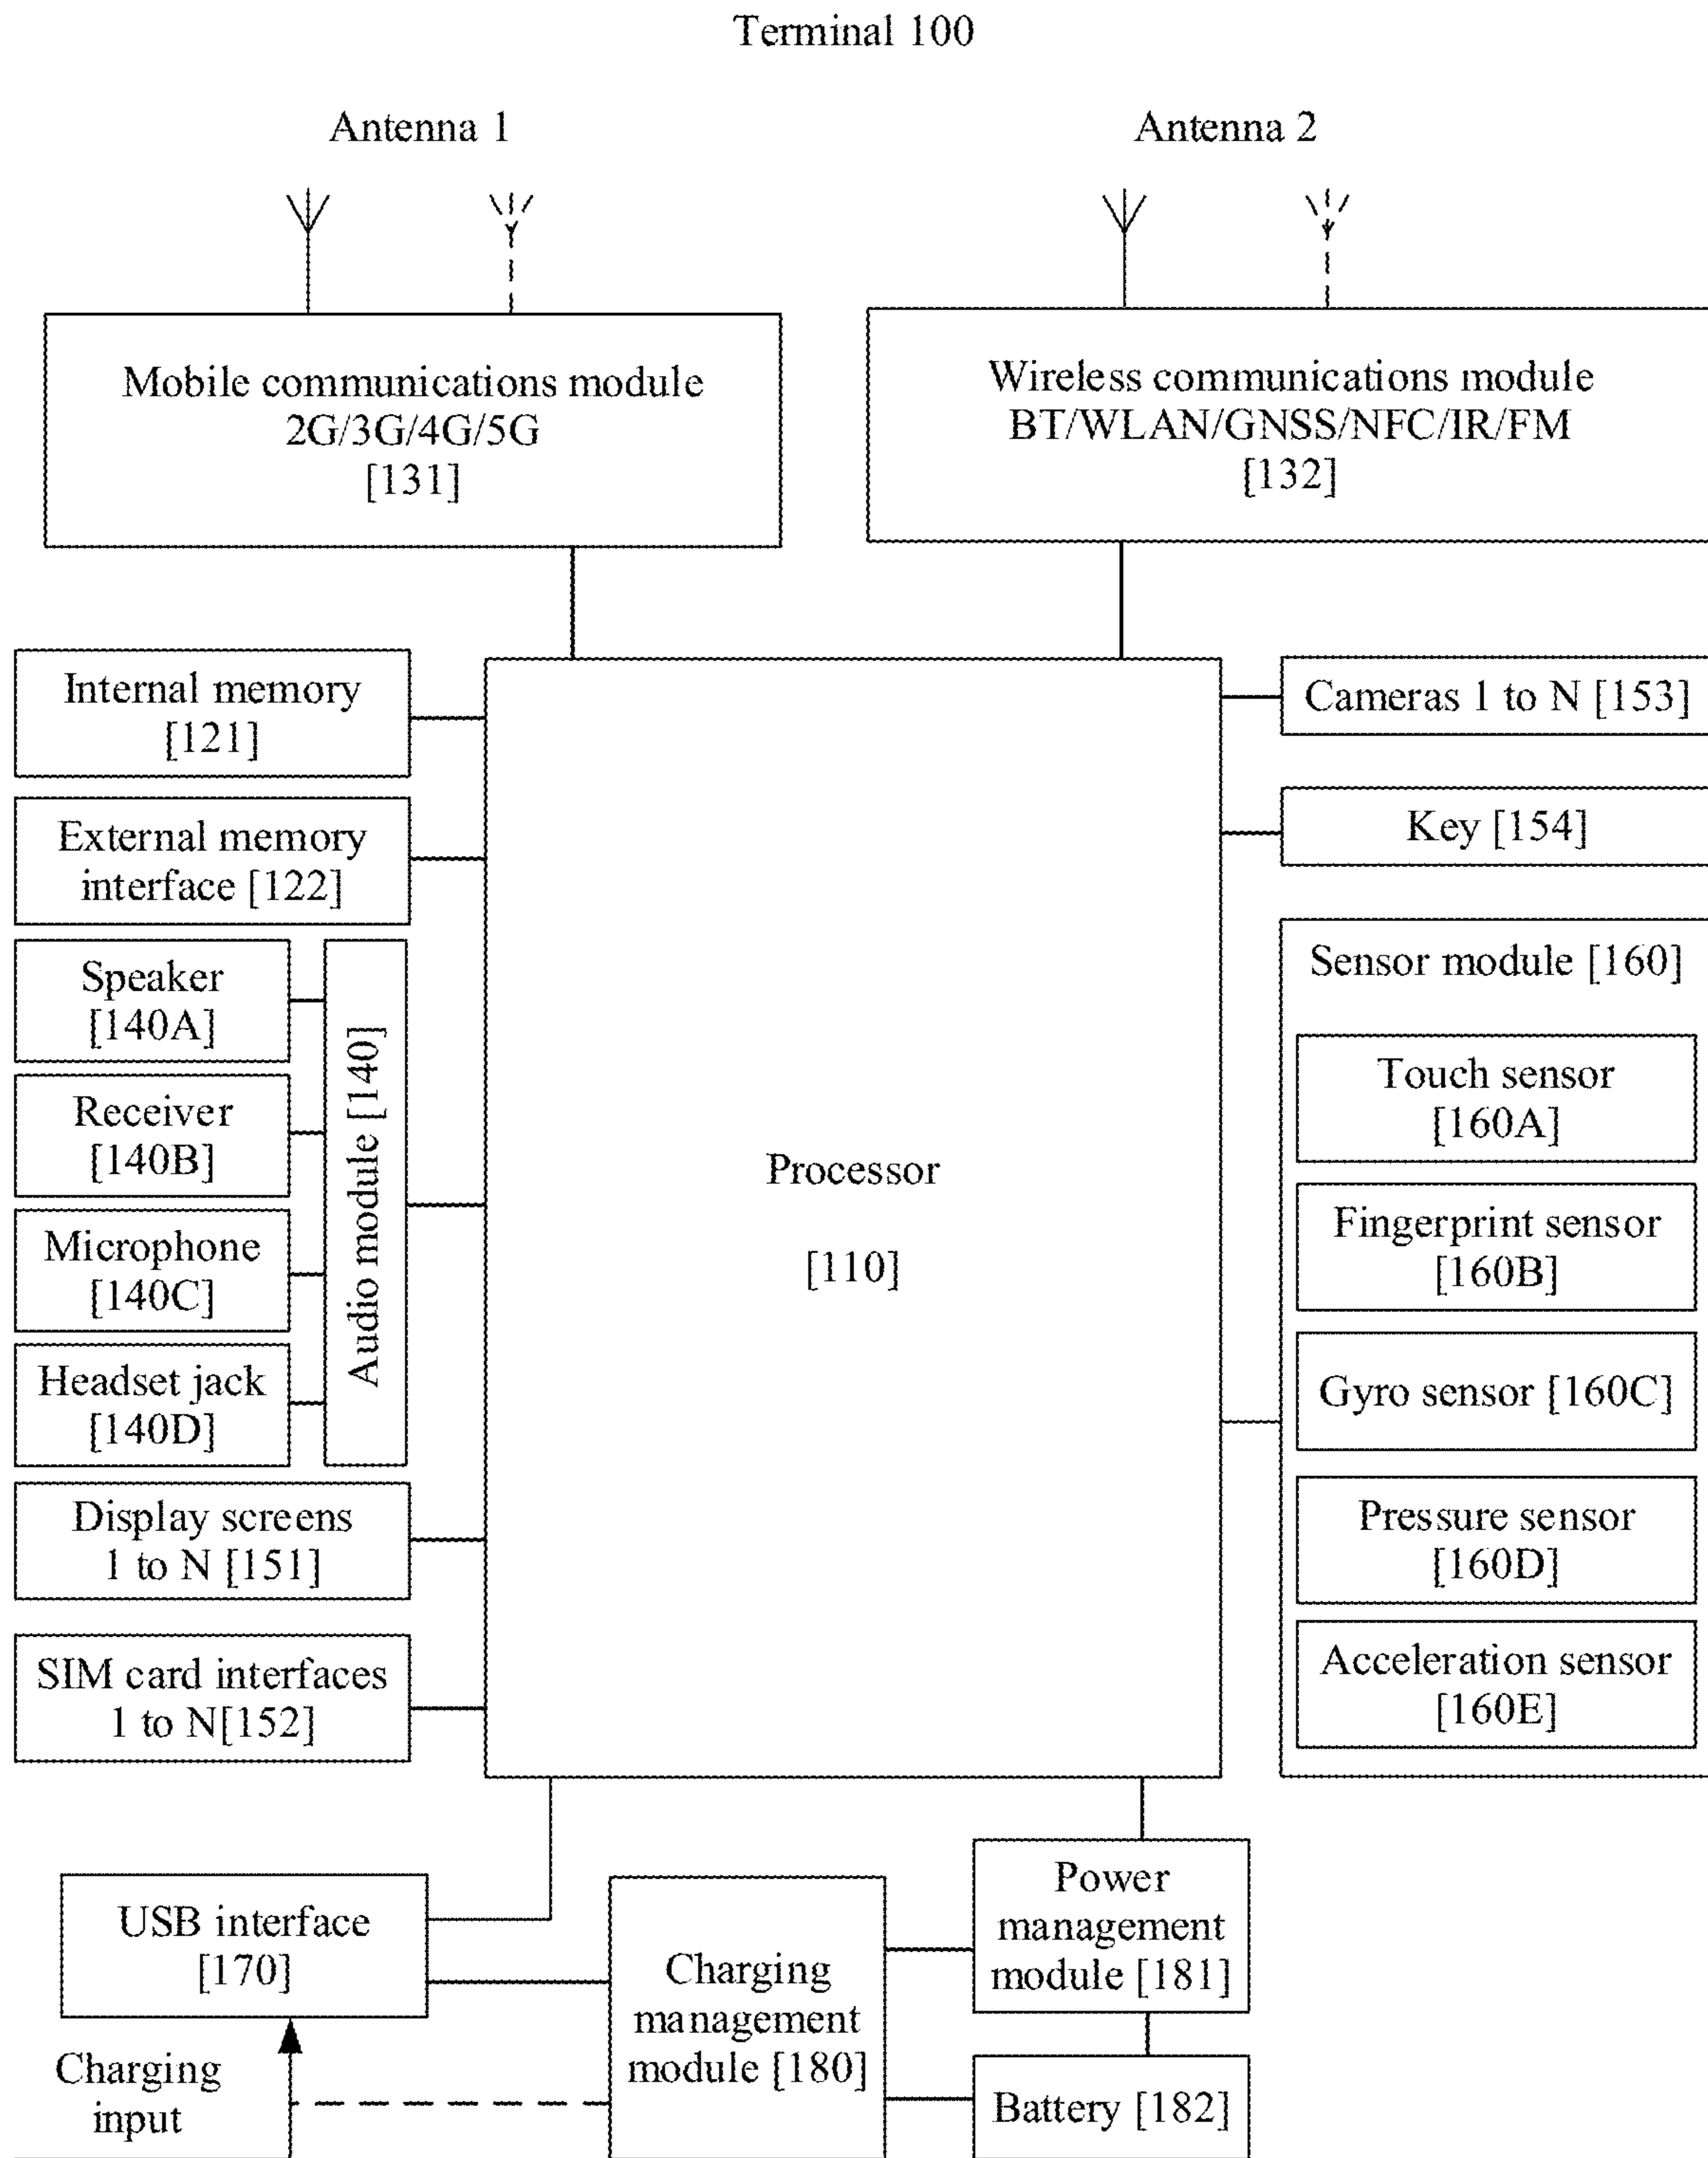 Terminal 100
Antenna 1
Antenna 2
Mobile communications module
2G/3G/4G/5G
[131]
Wireless communications module
BT/WLAN/GNSS/NFC/IR/FM
[132]
Internal memory
[121]
External memory
interface [122]
Speaker
[140A]
Receiver
[140B]
Microphone
[140C]
Headset jack
[140D]
Audio module [140]
Display screens
1 to N [151]
SIM card interfaces
1 to N[152]
Processor
[110]
Cameras 1 to N [153]
Key [154]
Sensor module [160]
Touch sensor
[160A]
Fingerprint sensor
[160B]
Gyro sensor [160C]
Pressure sensor
[160D]
Acceleration sensor
[160E]
USB interface
[170]
Charging
input
Charging
management
module [180]
Power
management
module [181]
Battery [182]